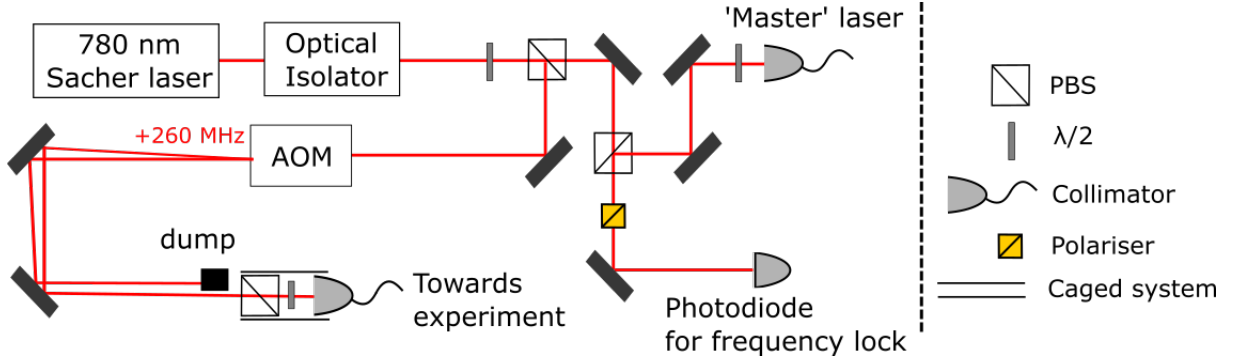 780 nm
Sacher laser
Optical
Isolator
'Master' laser
+260 MHz
AOM
dump
Towards
experiment
Photodiode
for frequency lock
PBS
λ/2
Collimator
Polariser
Caged system